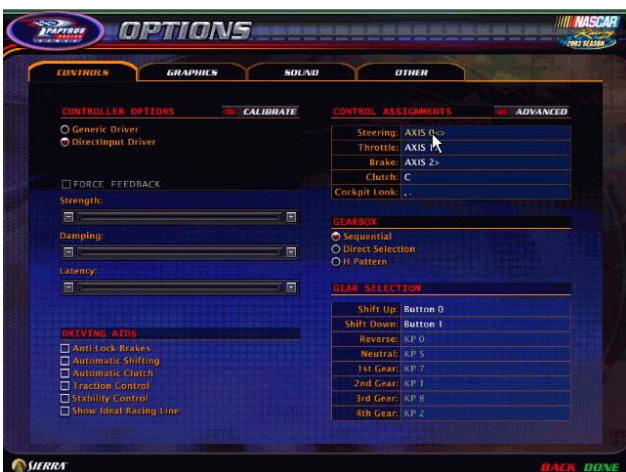 PAPYRUS
RACING
GAMES
OPTIONS
NASCAR
Racing
2003 SEASON
CONTROLS
GRAPHICS
SOUND
OTHER
CONTROLLER OPTIONS
CALIBRATE
Generic Driver
DirectInput Driver
FORCE FEEDBACK
Strength:
Damping:
Latency:
DRIVING AIDS
Anti-Lock Brakes
Automatic Shifting
Automatic Clutch
Traction Control
Stability Control
Show Ideal Racing Line
CONTROL ASSIGNMENTS
ADVANCED
Steering: AXIS 0<>
Throttle: AXIS 1
Brake: AXIS 2>
Clutch: C
Cockpit Look: , .
GEARBOX
Sequential
Direct Selection
H Pattern
GEAR SELECTION
Shift Up: Button 0
Shift Down: Button 1
Reverse: KP 0
Neutral: KP 5
1st Gear: KP 7
2nd Gear: KP 1
3rd Gear: KP 8
4th Gear: KP 2
SIERRA
BACK DONE